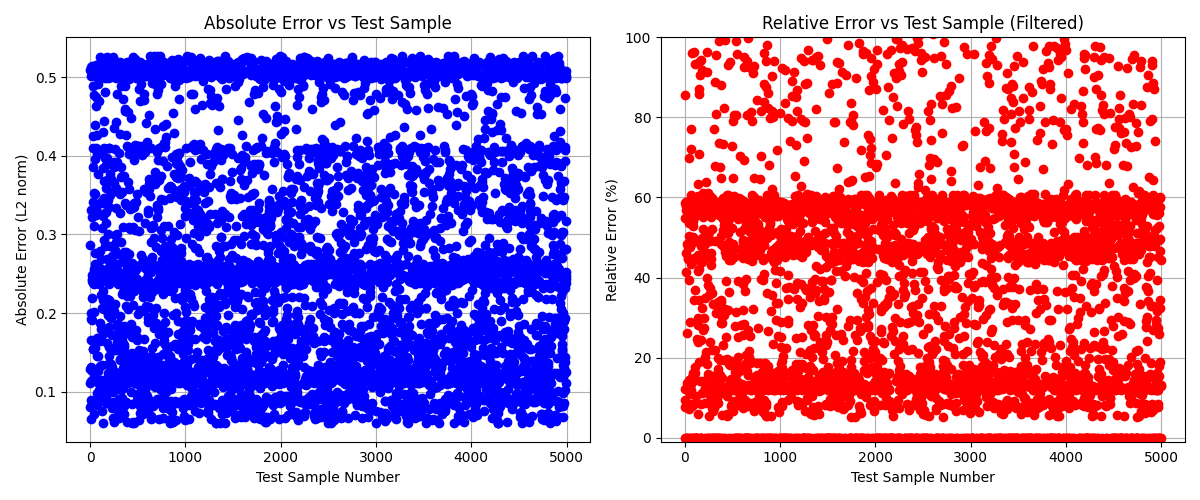 Absolute Error vs Test Sample
Absolute Error (L2 norm)
0.5
0.4
0.3
0.2
0.1
0 1000 2000 3000 4000 5000
Test Sample Number
Relative Error vs Test Sample (Filtered)
Relative Error (%)
100
80
60
40
20
0
0 1000 2000 3000 4000 5000
Test Sample Number